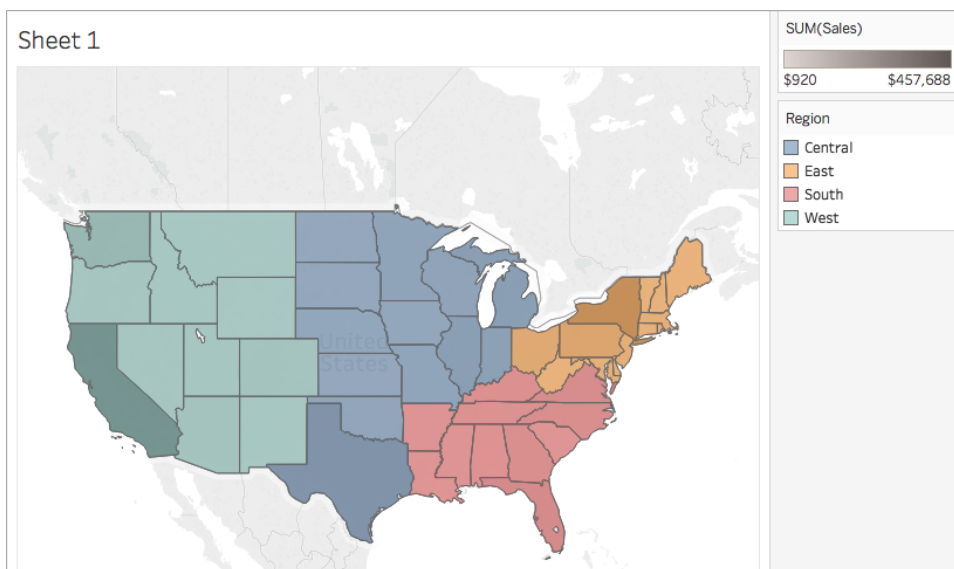 Sheet 1
United
States
SUM(Sales)
$920 $457,688
Region
Central
East
South
West